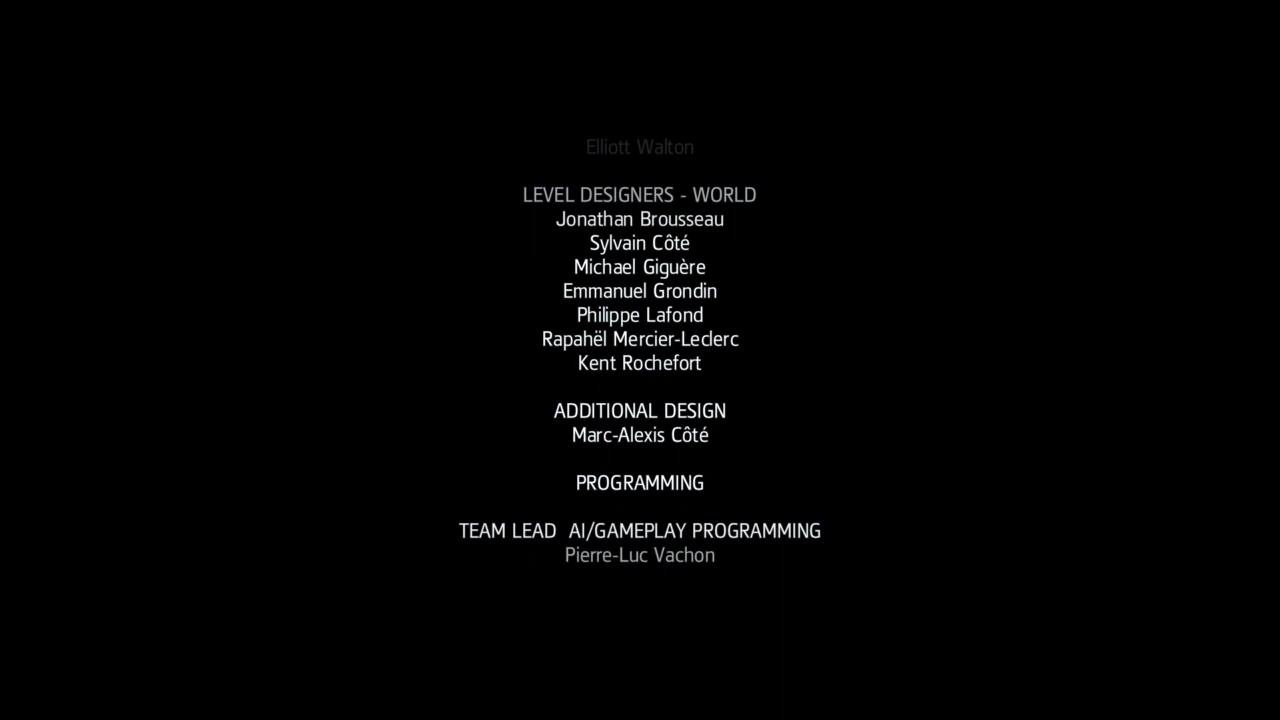 Elliott Walton
LEVEL DESIGNERS - WORLD
Jonathan Brousseau
Sylvain Côté
Michael Giguère
Emmanuel Grondin
Philippe Lafond
Rapahël Mercier-Leclerc
Kent Rochefort
ADDITIONAL DESIGN
Marc-Alexis Côté
PROGRAMMING
TEAM LEAD  AI/GAMEPLAY PROGRAMMING
Pierre-Luc Vachon